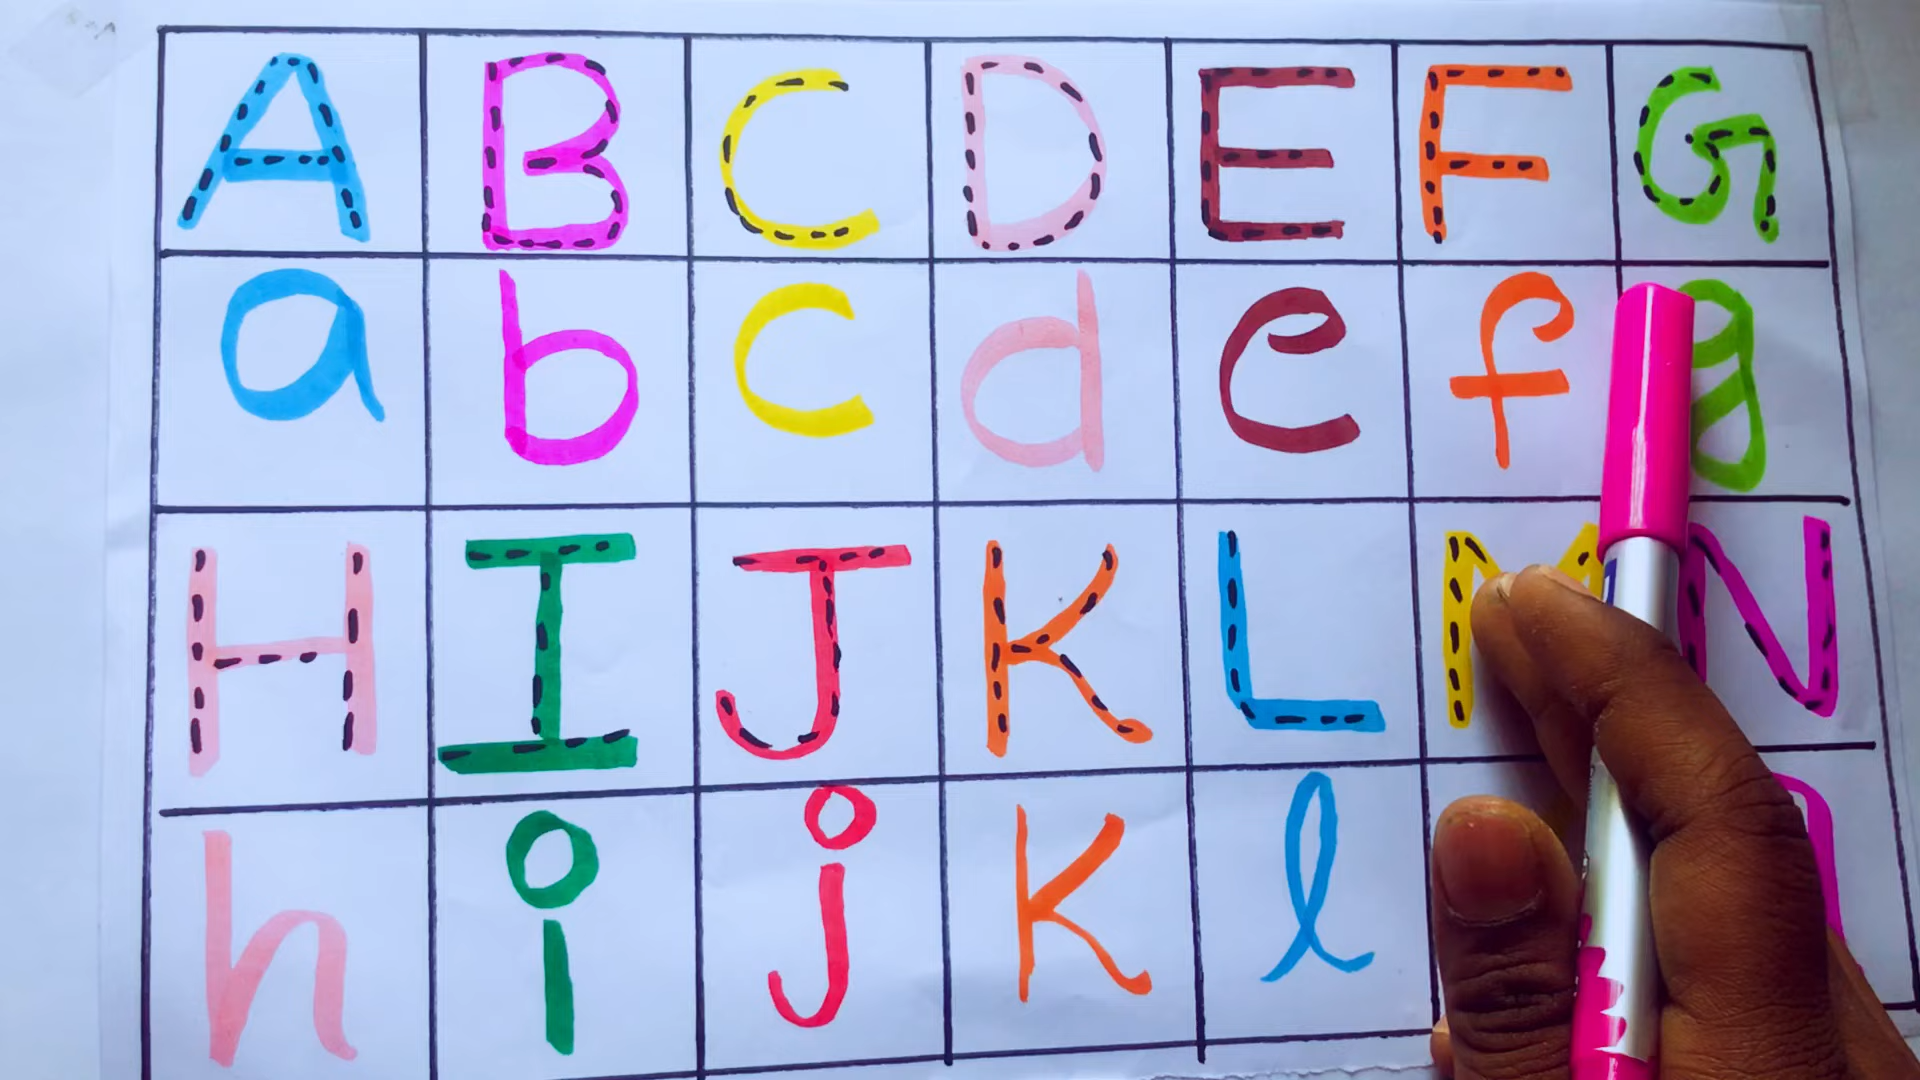 A B C D E F G
a b c d e f g
H I J K L M N
h i j k l